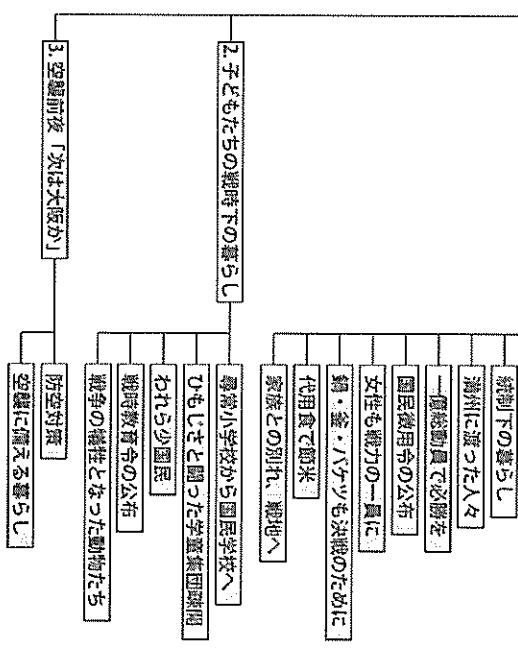 統制下の暮らし
満州に渡った人々
一億総動員で必勝を
国民徴用令の公布
女性も戦力の一員に
鍋・釜・バケツも決戦のために
代用食で節米
家族との別れ、戦地へ
2. 子どもたちの戦時下の暮らし
尋常小学校から国民学校へ
ひもじさと闘った学童集団疎開
われら少国民
戦時教育令の公布
戦争の犠牲となった動物たち
3. 空襲前夜「次は大阪か」
防空対策
空襲に備える暮らし